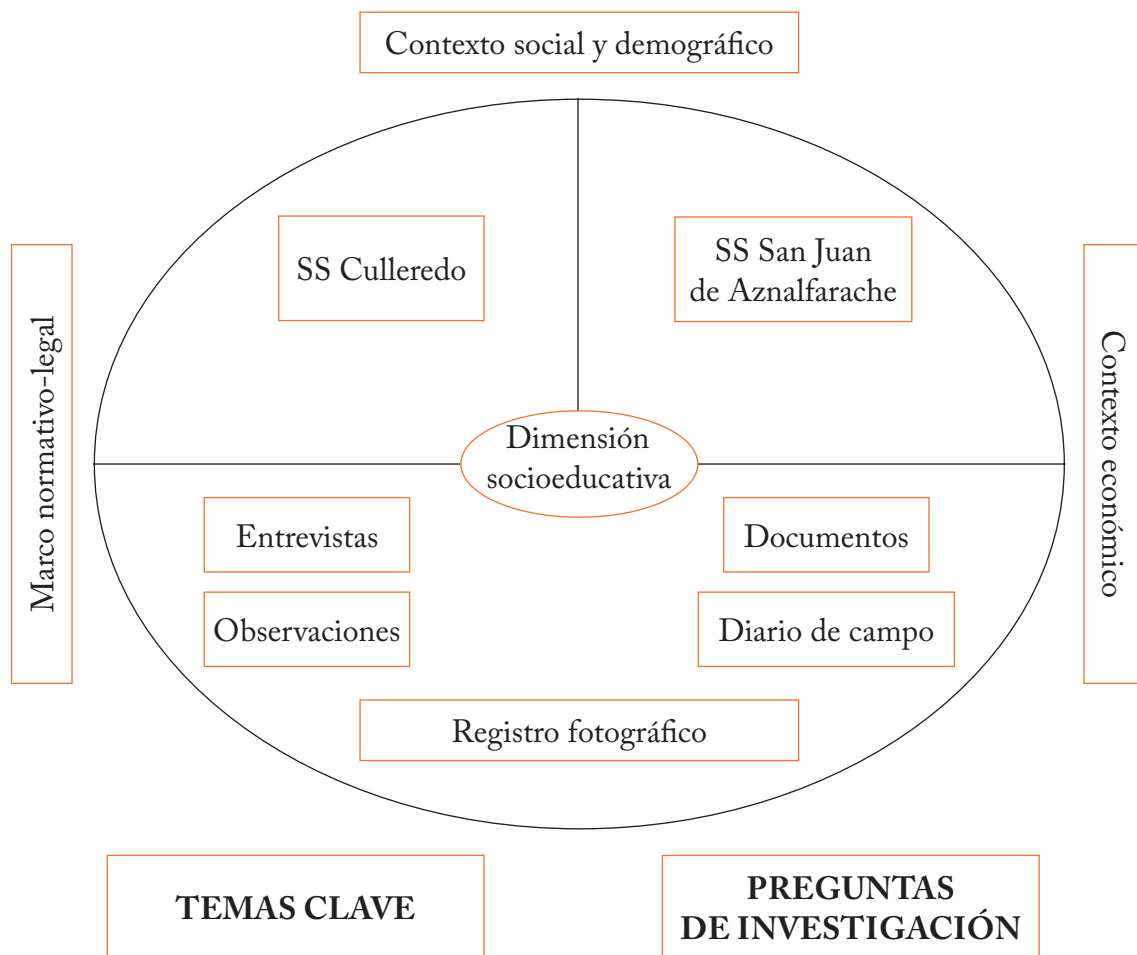 Contexto social y demográfico
SS Culleredo
SS San Juan
de Aznalfarache
Marco normativo-legal
Contexto económico
Dimensión
socioeducativa
Entrevistas
Documentos
Observaciones
Diario de campo
Registro fotográfico
TEMAS CLAVE
PREGUNTAS
DE INVESTIGACIÓN